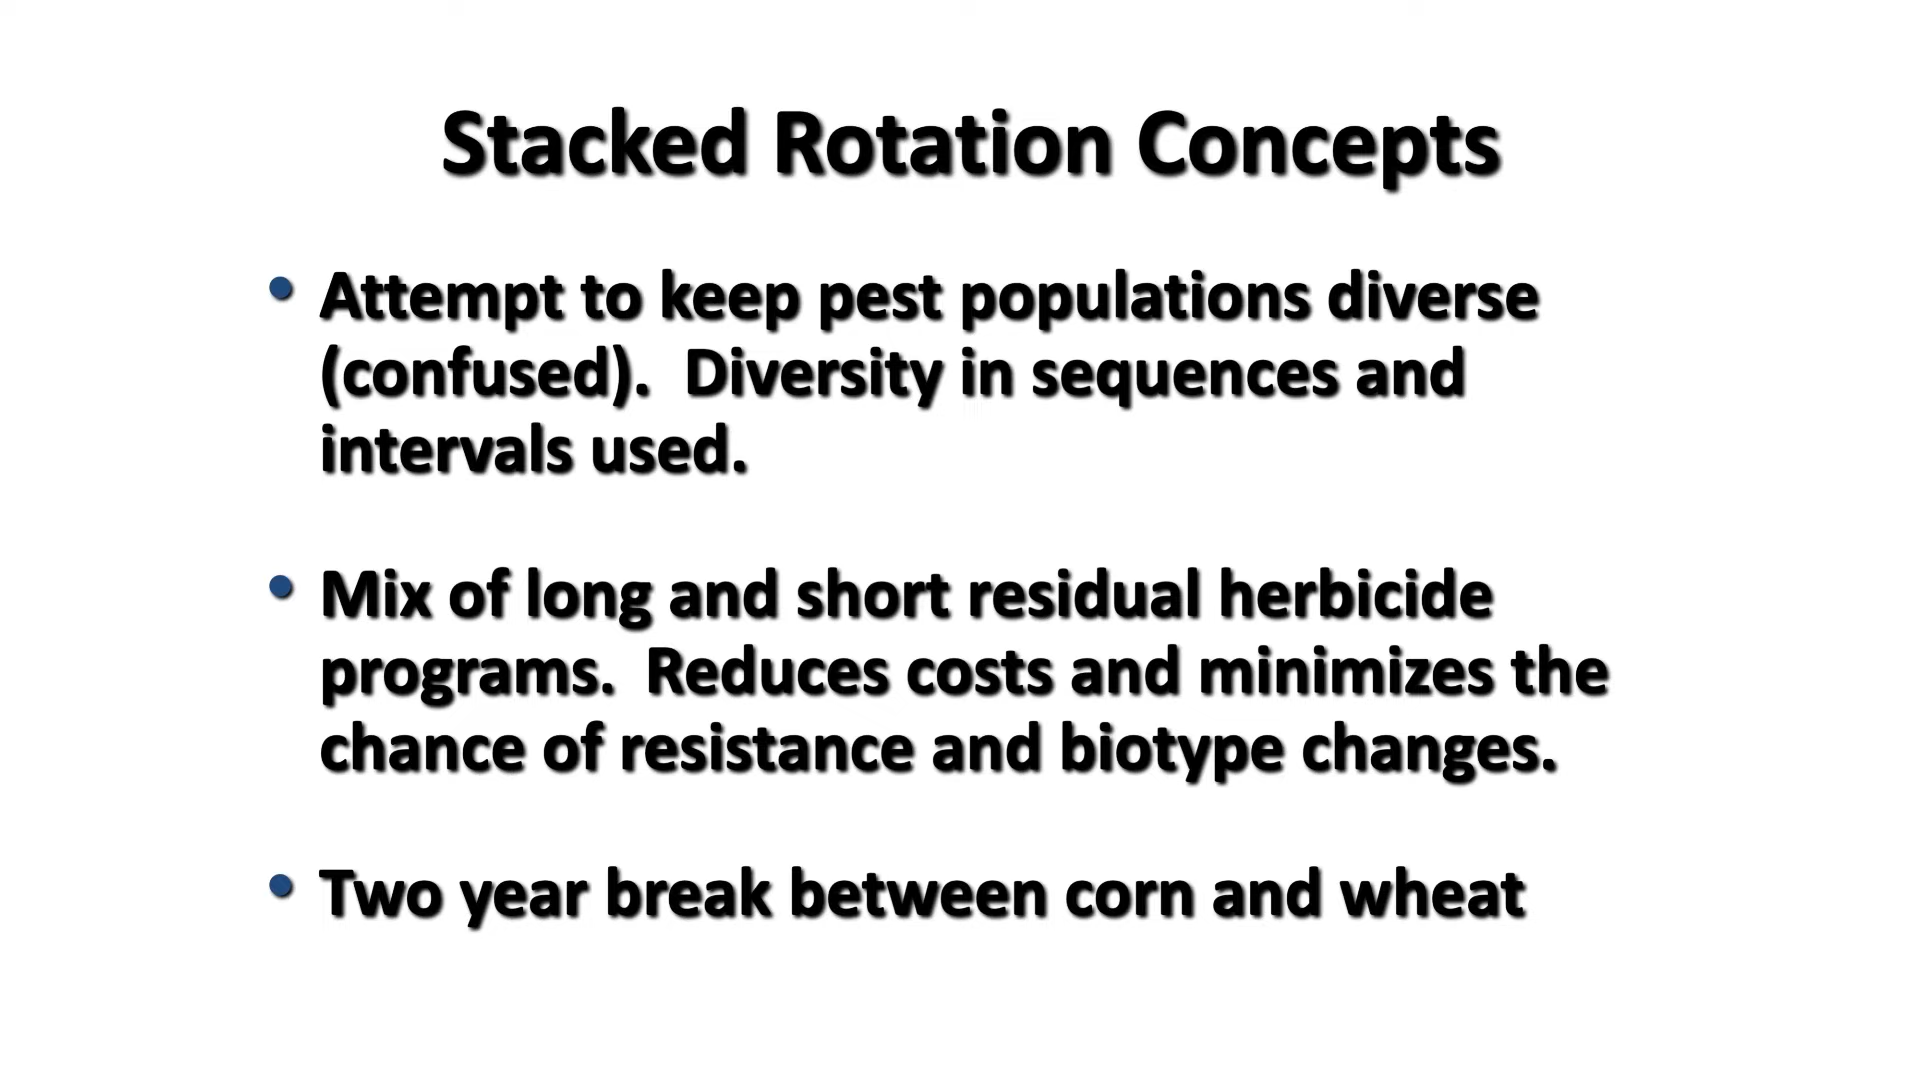 Stacked Rotation Concepts
• Attempt to keep pest populations diverse
(confused).  Diversity in sequences and
intervals used.
• Mix of long and short residual herbicide
programs.  Reduces costs and minimizes the
chance of resistance and biotype changes.
• Two year break between corn and wheat